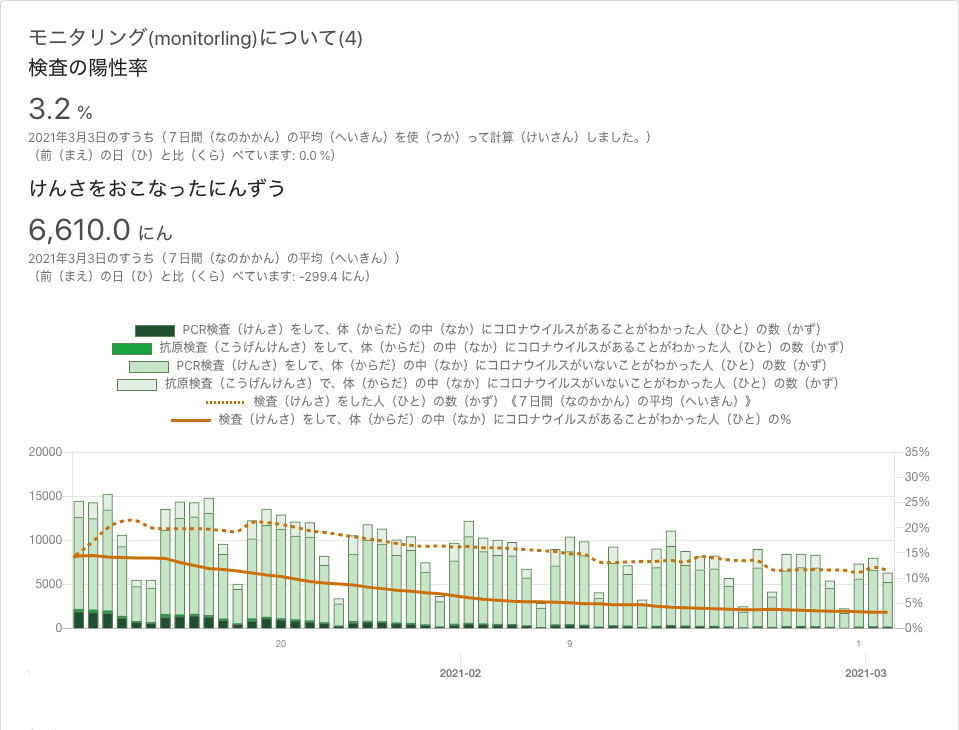 モニタリング(monitorling)について(4)
検査の陽性率
3.2 %
2021年3月3日のすうち（７日間（なのかかん）の平均（へいきん）を使（つか）って計算（けいさん）しました。）
（前（まえ）の日（ひ）と比（くら）べています: 0.0 %）
けんさをおこなったにんずう
6,610.0 にん
2021年3月3日のすうち（７日間（なのかかん）の平均（へいきん））
（前（まえ）の日（ひ）と比（くら）べています: -299.4 にん）
PCR検査（けんさ）をして、体（からだ）の中（なか）にコロナウイルスがあることがわかった人（ひと）の数（かず）
抗原検査（こうげんけんさ）をして、体（からだ）の中（なか）にコロナウイルスがあることがわかった人（ひと）の数（かず）
PCR検査（けんさ）をして、体（からだ）の中（なか）にコロナウイルスがいないことがわかった人（ひと）の数（かず）
抗原検査（こうげんけんさ）で、体（からだ）の中（なか）にコロナウイルスがいないことがわかった人（ひと）の数（かず）
検査（けんさ）をした人（ひと）の数（かず）《７日間（なのかかん）の平均（へいきん）》
検査（けんさ）をして、体（からだ）の中（なか）にコロナウイルスがあることがわかった人（ひと）の％
20000 35%
30%
15000 25%
20%
10000 15%
5000 10%
5%
0 0%
20 9 1
1 2021-02 2021-03